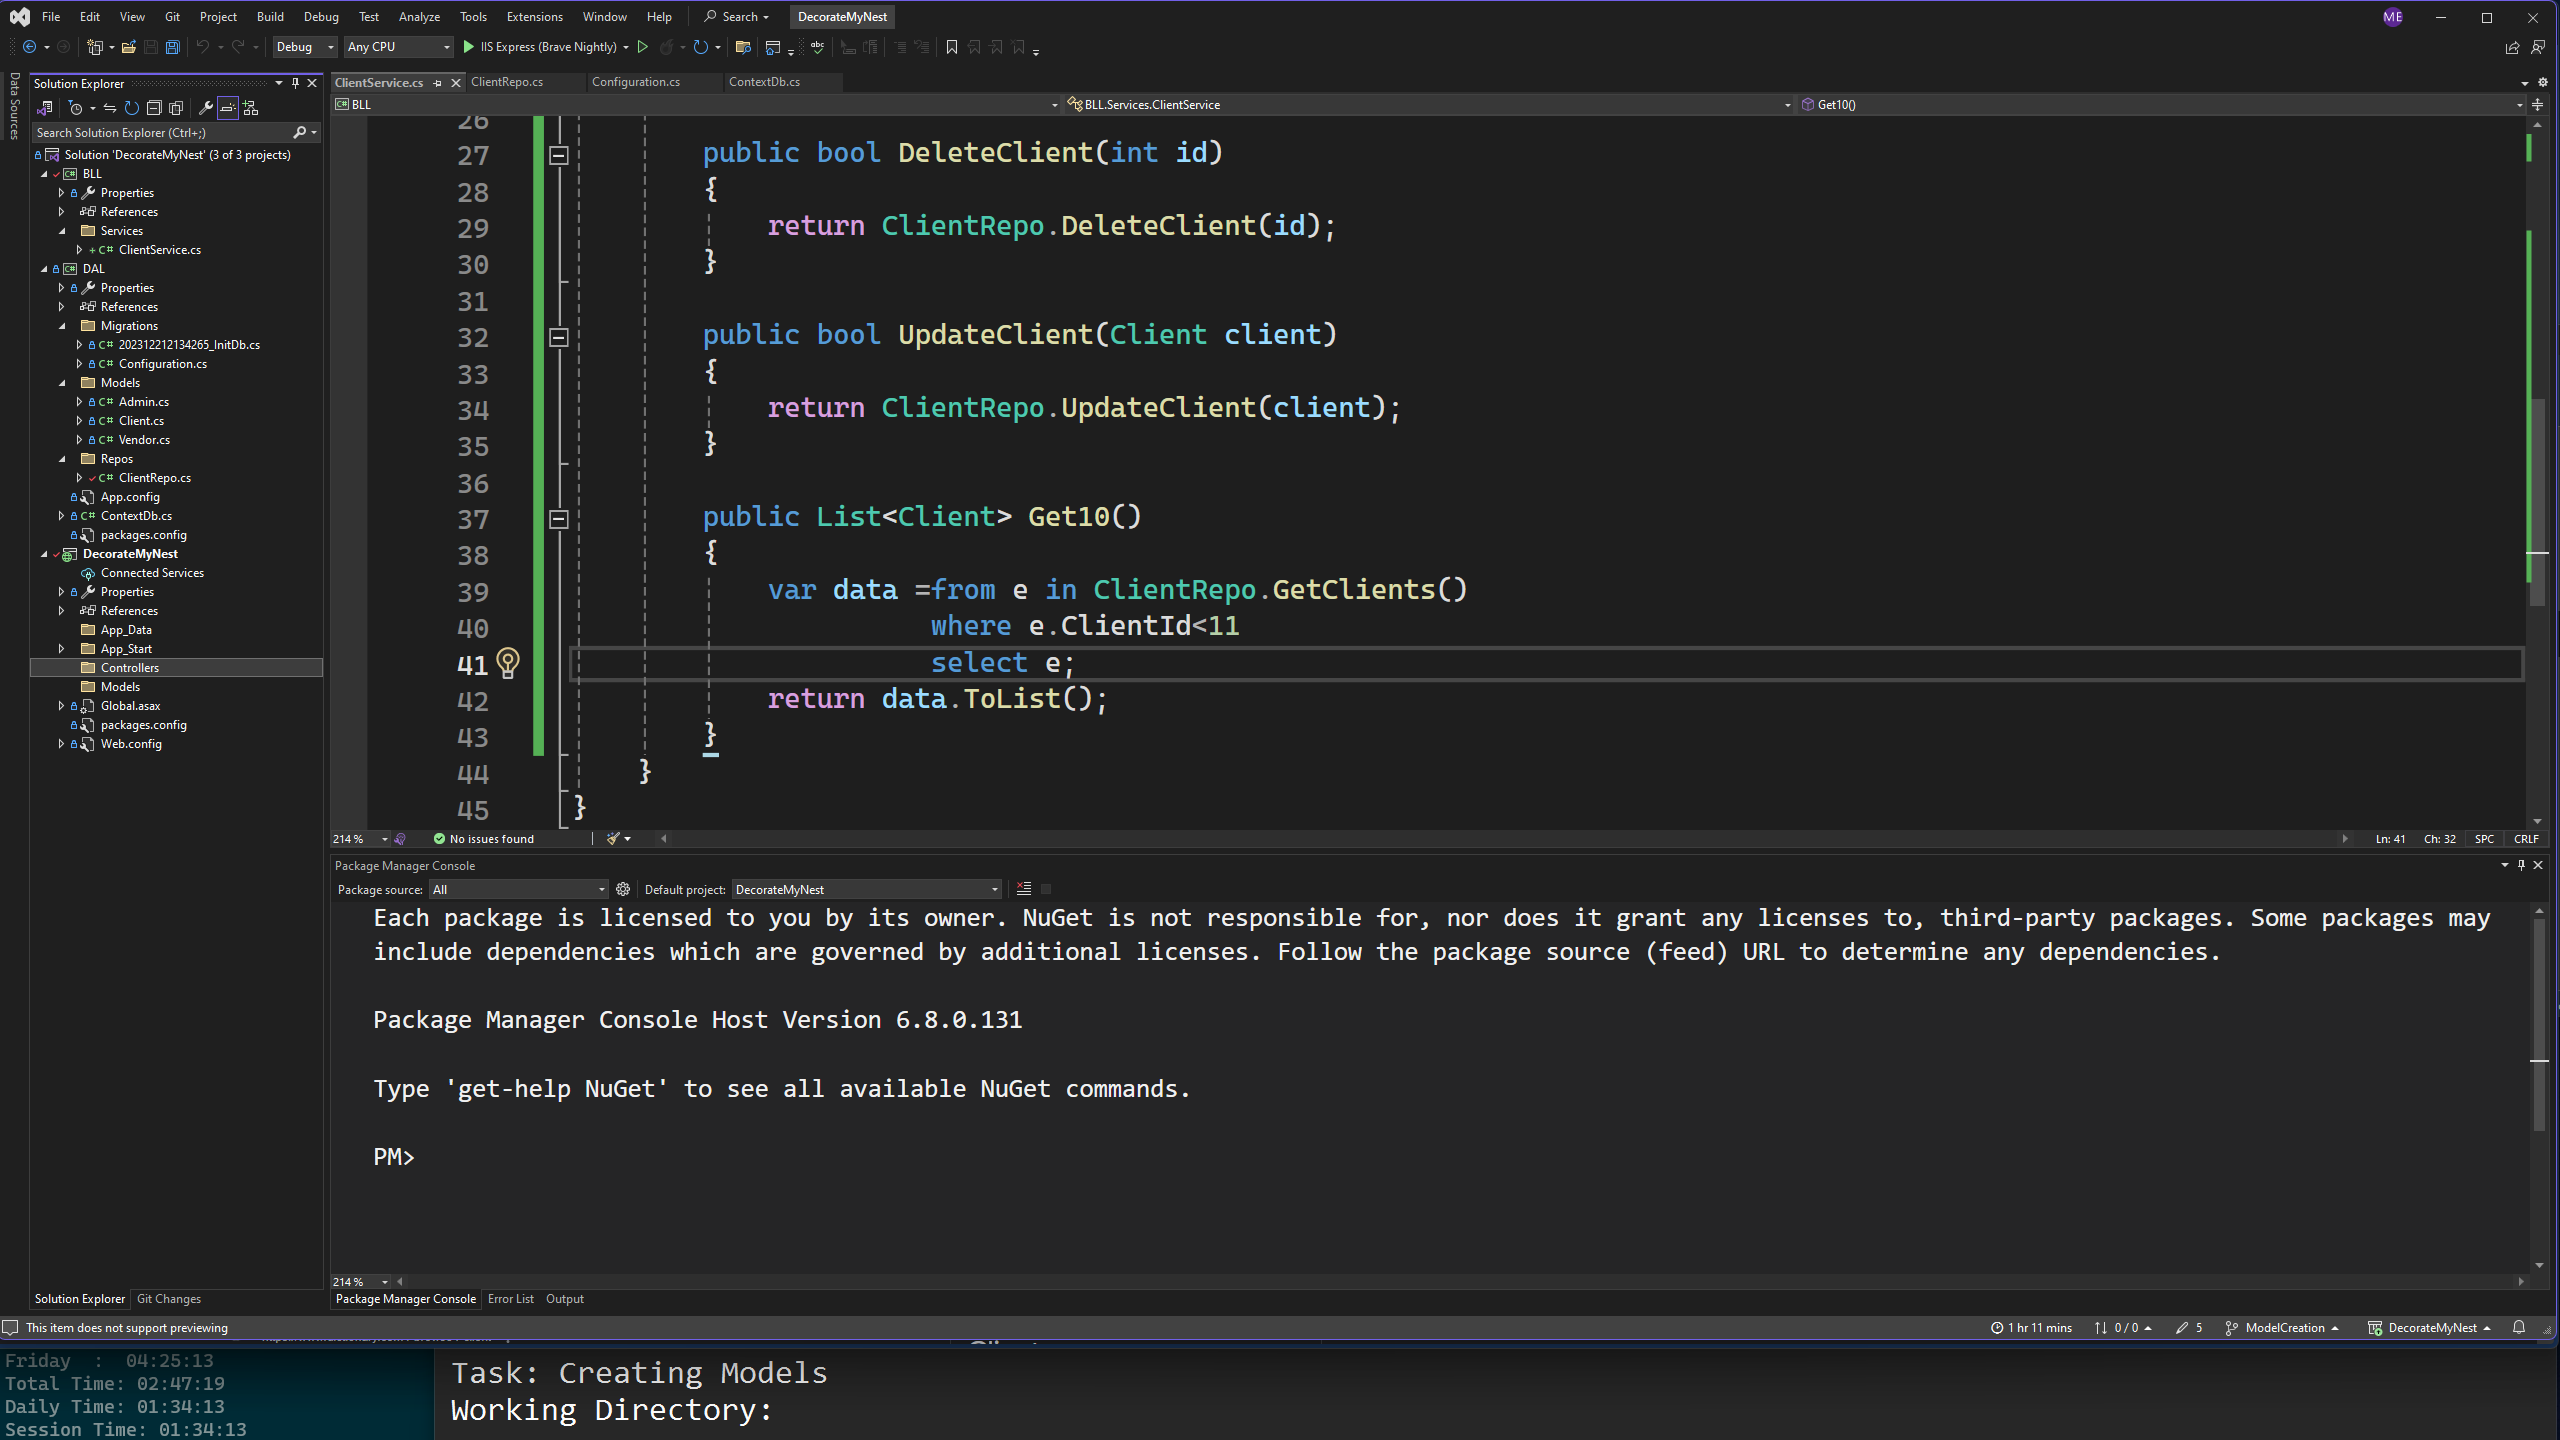 File Edit View Git Project Build Debug Test Analyze Tools Extensions Window Help Search DecorateMyNest ME
Debug Any CPU IIS Express (Brave Nightly)
Data Sources
Solution Explorer
Search Solution Explorer (Ctrl+;)
Solution 'DecorateMyNest' (3 of 3 projects)
BLL
Properties
References
Services
C# ClientService.cs
DAL
Properties
References
Migrations
C# 202312212134265_InitDb.cs
C# Configuration.cs
Models
C# Admin.cs
C# Client.cs
C# Vendor.cs
Repos
C# ClientRepo.cs
App.config
C# ContextDb.cs
packages.config
DecorateMyNest
Connected Services
Properties
References
App_Data
App_Start
Controllers
Models
Global.asax
packages.config
Web.config
Solution Explorer Git Changes
ClientService.cs ClientRepo.cs Configuration.cs ContextDb.cs
BLL BLL.Services.ClientService Get10()
26
27 public bool DeleteClient(int id)
28 {
29 return ClientRepo.DeleteClient(id);
30 }
31
32 public bool UpdateClient(Client client)
33 {
34 return ClientRepo.UpdateClient(client);
35 }
36
37 public List<Client> Get10()
38 {
39 var data =from e in ClientRepo.GetClients()
40 where e.ClientId<11
41 select e;
42 return data.ToList();
43 }
44 }
45 }
214 % No issues found Ln: 41 Ch: 32 SPC CRLF
Package Manager Console
Package source: All Default project: DecorateMyNest
Each package is licensed to you by its owner. NuGet is not responsible for, nor does it grant any licenses to, third-party packages. Some packages may
include dependencies which are governed by additional licenses. Follow the package source (feed) URL to determine any dependencies.
Package Manager Console Host Version 6.8.0.131
Type 'get-help NuGet' to see all available NuGet commands.
PM>
214 %
Package Manager Console Error List Output
This item does not support previewing 1 hr 11 mins 0 / 0 5 ModelCreation DecorateMyNest
Friday : 04:25:13
Total Time: 02:47:19
Daily Time: 01:34:13
Session Time: 01:34:13
Task: Creating Models
Working Directory: